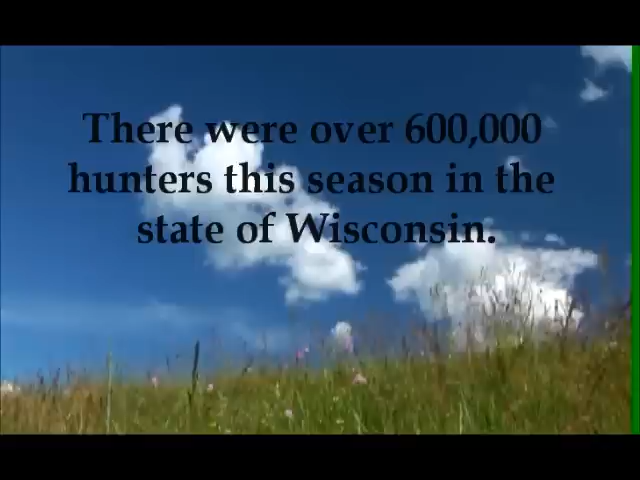 There were over 600,000
hunters this season in the
state of Wisconsin.